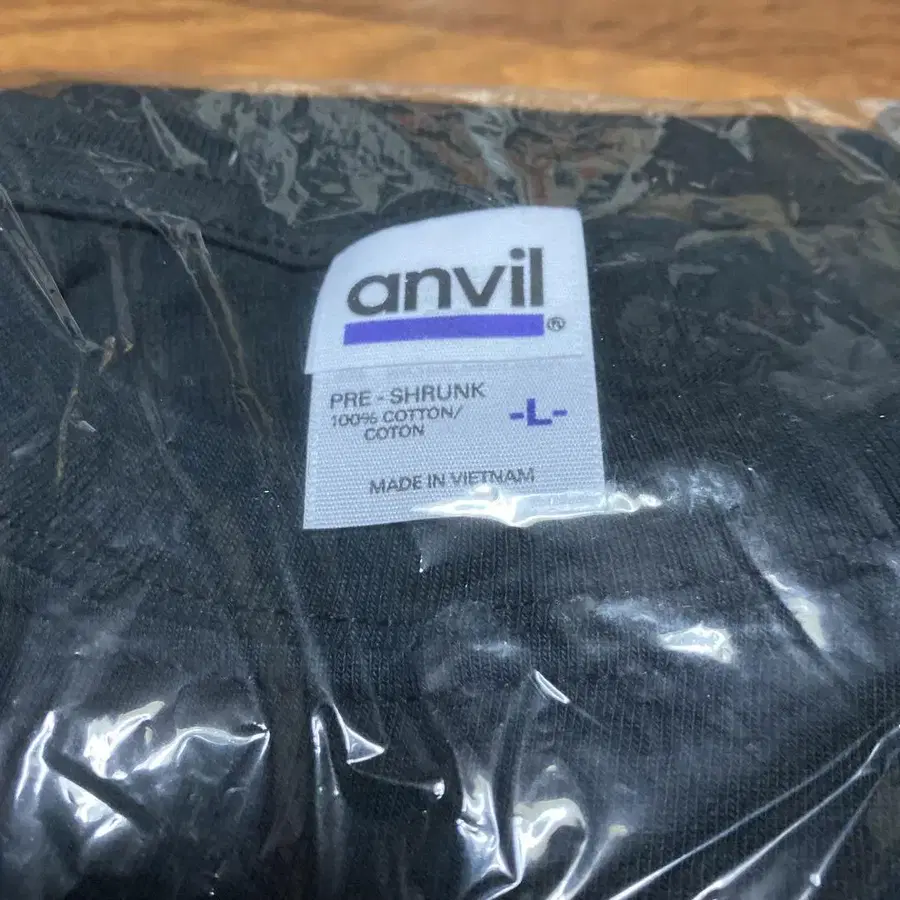 anvil®
PRE - SHRUNK
100% COTTON/
COTON
-L-
MADE IN VIETNAM